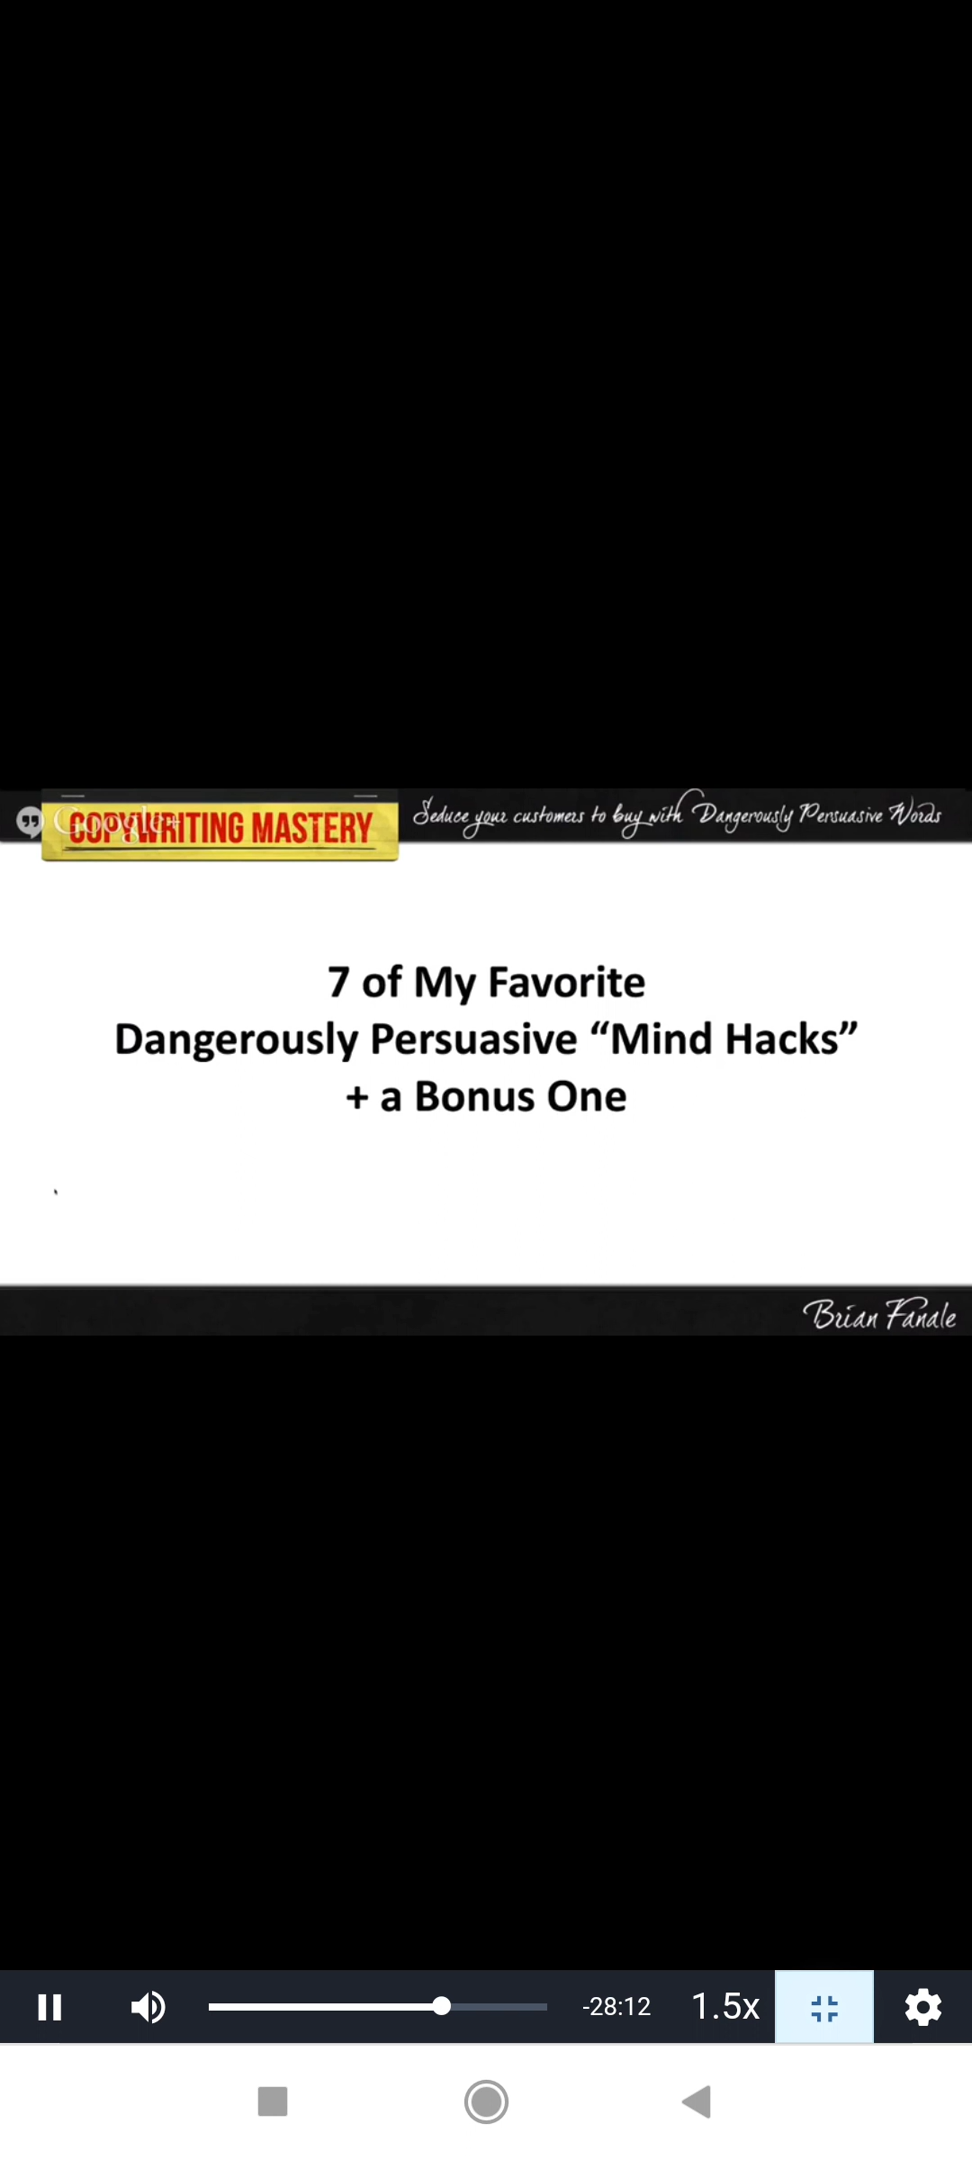 Google+
COPYWRITING MASTERY
Seduce your customers to buy with Dangerously Persuasive Words
7 of My Favorite
Dangerously Persuasive “Mind Hacks”
+ a Bonus One
Brian Fanale
-28:12
1.5x